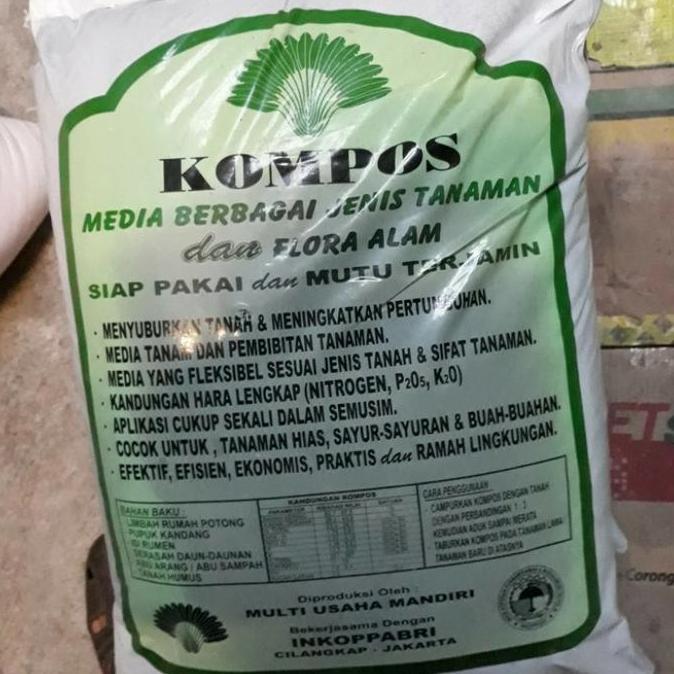 KOMPOS
MEDIA BERBAGAI JENIS TANAMAN
dan FLORA ALAM
SIAP PAKAI dan MUTU TERJAMIN
· MENYUBURKAN TANAH & MENINGKATKAN PERTUMBUHAN.
· MEDIA TANAM DAN PEMBIBITAN TANAMAN.
· MEDIA YANG FLEKSIBEL SESUAI JENIS TANAH & SIFAT TANAMAN.
· KANDUNGAN HARA LENGKAP (NITROGEN, P2O5, K2O)
· APLIKASI CUKUP SEKALI DALAM SEMUSIM.
· COCOK UNTUK , TANAMAN HIAS, SAYUR-SAYURAN & BUAH-BUAHAN.
· EFEKTIF, EFISIEN, EKONOMIS, PRAKTIS dan RAMAH LINGKUNGAN.
BAHAN BAKU :
LIMBAH RUMAH POTONG
PUPUK KANDANG
ISI RUMEN
SERASAH DAUN-DAUNAN
ABU ARANG / ABU SAMPAH
TANAH HUMUS
KANDUNGAN KOMPOS
PARAMETER
CARA PENGGUNAAN
CAMPURKAN KOMPOS DENGAN TANAH
DENGAN PERSANDINGAN 1 : 3
KEMUDIAN ADUK SAMPAI MERATA
TABURKAN KOMPOS PADA TANAMAN LAMA
TANAMAN BARU DI ATASNYA
Diproduksi Oleh :
MULTI USAHA MANDIRI
Bekerjasama Dengan
INKOPPABRI
CILANGKAP - JAKARTA
ET
Corong